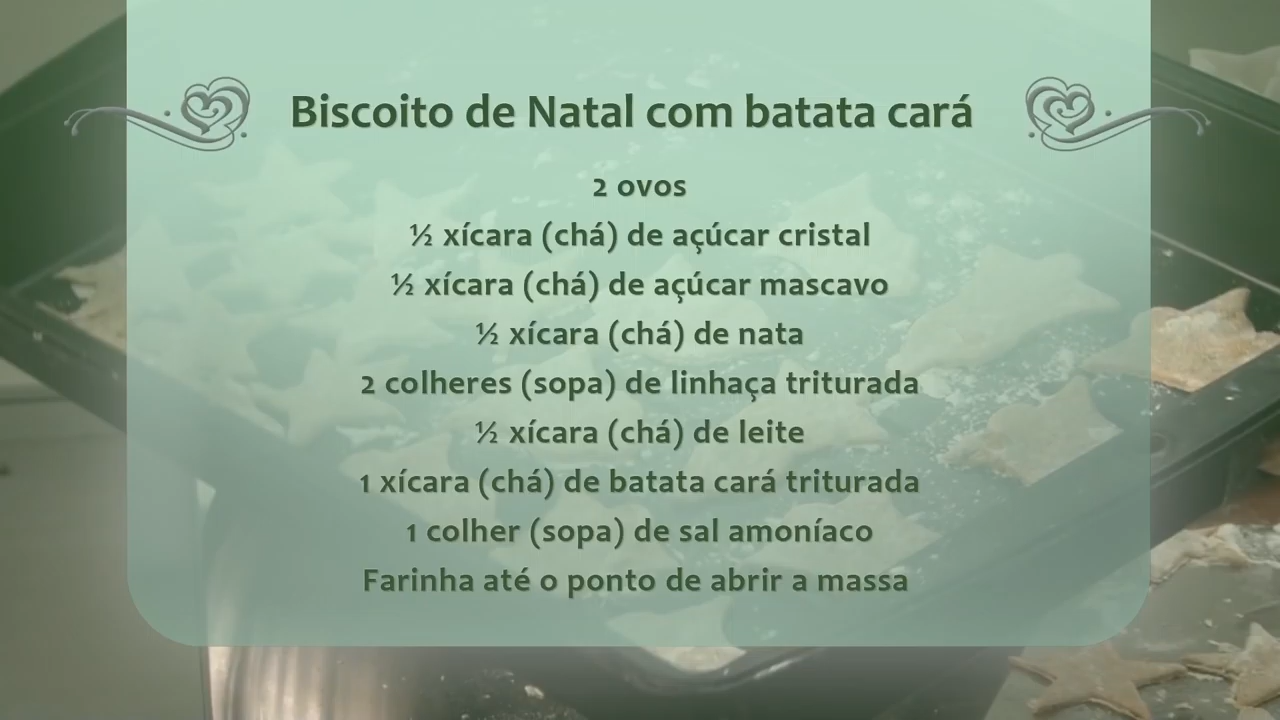 Biscoito de Natal com batata cará
2 ovos
½ xícara (chá) de açúcar cristal
½ xícara (chá) de açúcar mascavo
½ xícara (chá) de nata
2 colheres (sopa) de linhaça triturada
½ xícara (chá) de leite
1 xícara (chá) de batata cará triturada
1 colher (sopa) de sal amoníaco
Farinha até o ponto de abrir a massa